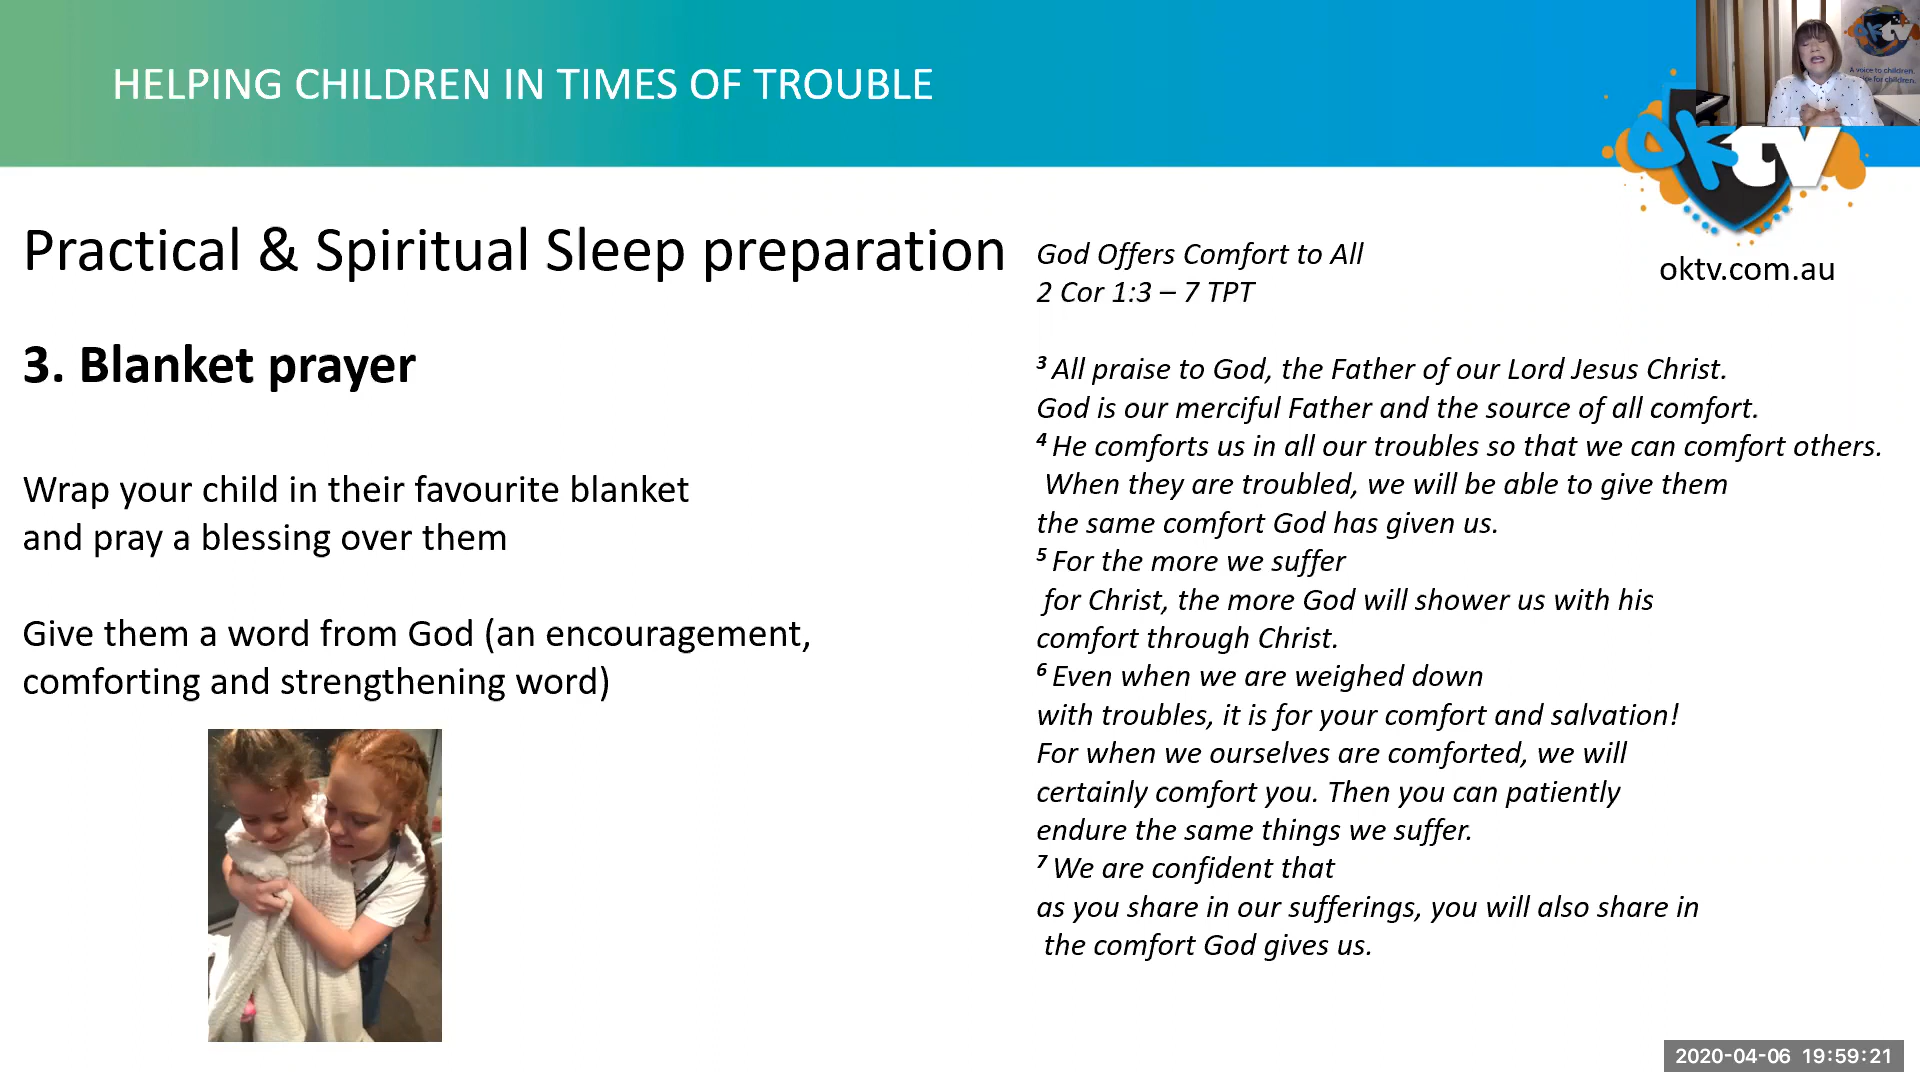 HELPING CHILDREN IN TIMES OF TROUBLE
oktv
A voice to children.
for children.
oktv
oktv.com.au
Practical & Spiritual Sleep preparation
3. Blanket prayer
Wrap your child in their favourite blanket
and pray a blessing over them
Give them a word from God (an encouragement,
comforting and strengthening word)
God Offers Comfort to All
2 Cor 1:3 – 7 TPT
3 All praise to God, the Father of our Lord Jesus Christ.
God is our merciful Father and the source of all comfort.
4 He comforts us in all our troubles so that we can comfort others.
When they are troubled, we will be able to give them
the same comfort God has given us.
5 For the more we suffer
for Christ, the more God will shower us with his
comfort through Christ.
6 Even when we are weighed down
with troubles, it is for your comfort and salvation!
For when we ourselves are comforted, we will
certainly comfort you. Then you can patiently
endure the same things we suffer.
7 We are confident that
as you share in our sufferings, you will also share in
the comfort God gives us.
2020-04-06 19:59:21